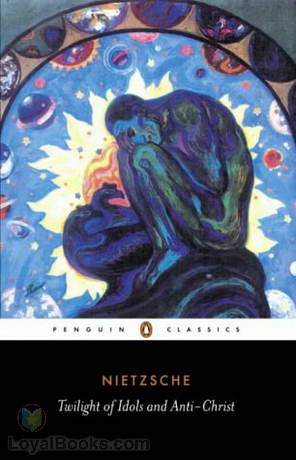 PENGUIN CLASSICS
NIETZSCHE
Twilight of Idols and Anti-Christ
LoyalBooks.com